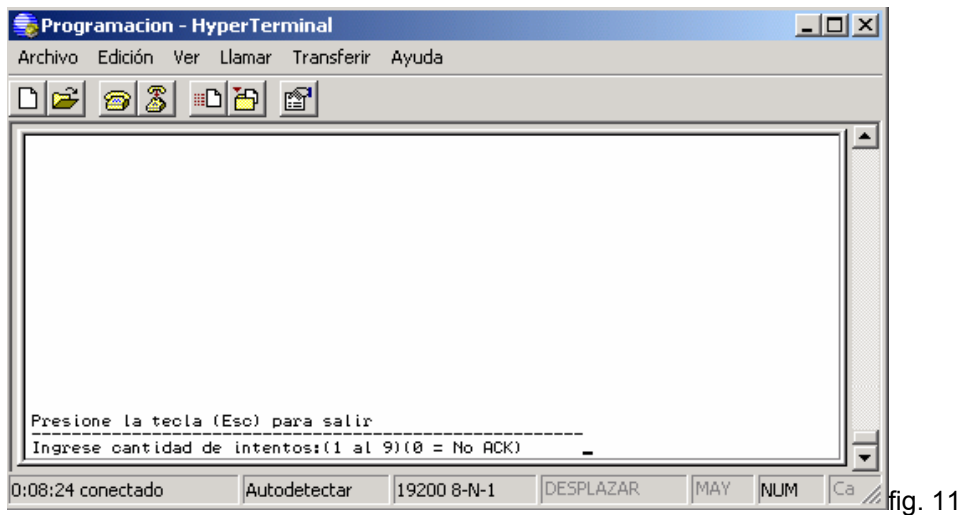 Programacion - HyperTerminal
Archivo Edición Ver Llamar Transferir Ayuda
Presione la tecla (Esc) para salir
------------------------------------------------------
Ingrese cantidad de intentos:(1 al 9)(0 = No ACK) _
0:08:24 conectado Autodetectar 19200 8-N-1 DESPLAZAR MAY NUM Ca
fig. 11